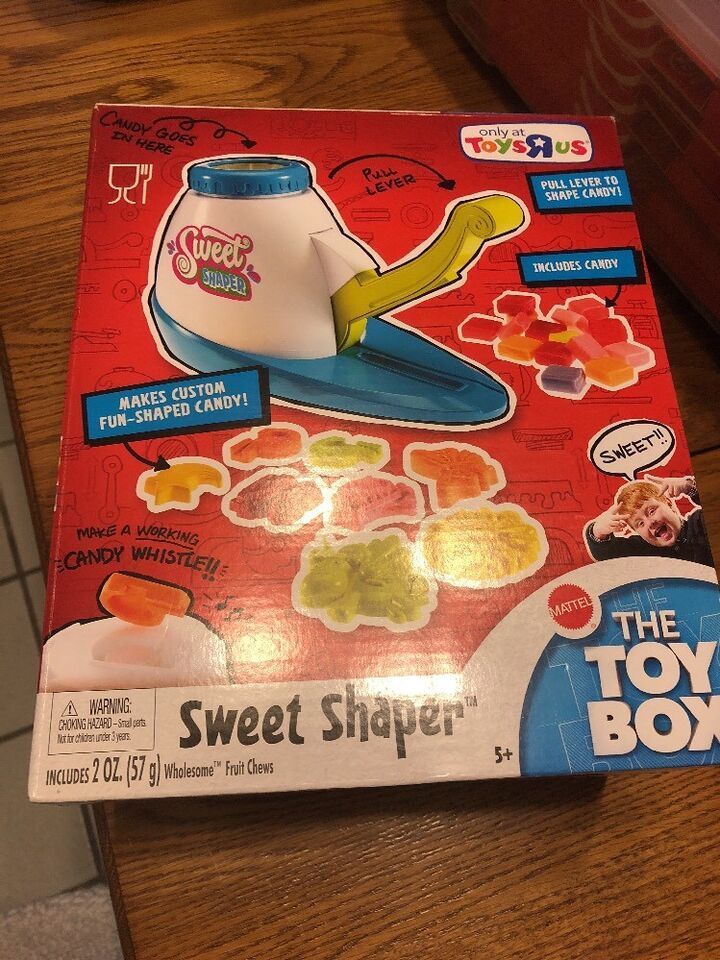 CANDY GOES
IN HERE
only at
TOYSRUS
PULL
LEVER
PULL LEVER TO
SHAPE CANDY!
Sweet
SHAPER
INCLUDES CANDY
MAKES CUSTOM
FUN-SHAPED CANDY!
SWEET!!
MAKE A WORKING
CANDY WHISTLE!!
MATTEL
THE
TOY
BOX
WARNING:
CHOKING HAZARD – Small parts.
Not for children under 3 years.
Sweet Shaper™
5+
INCLUDES 2 OZ. (57 g) Wholesome™ Fruit Chews